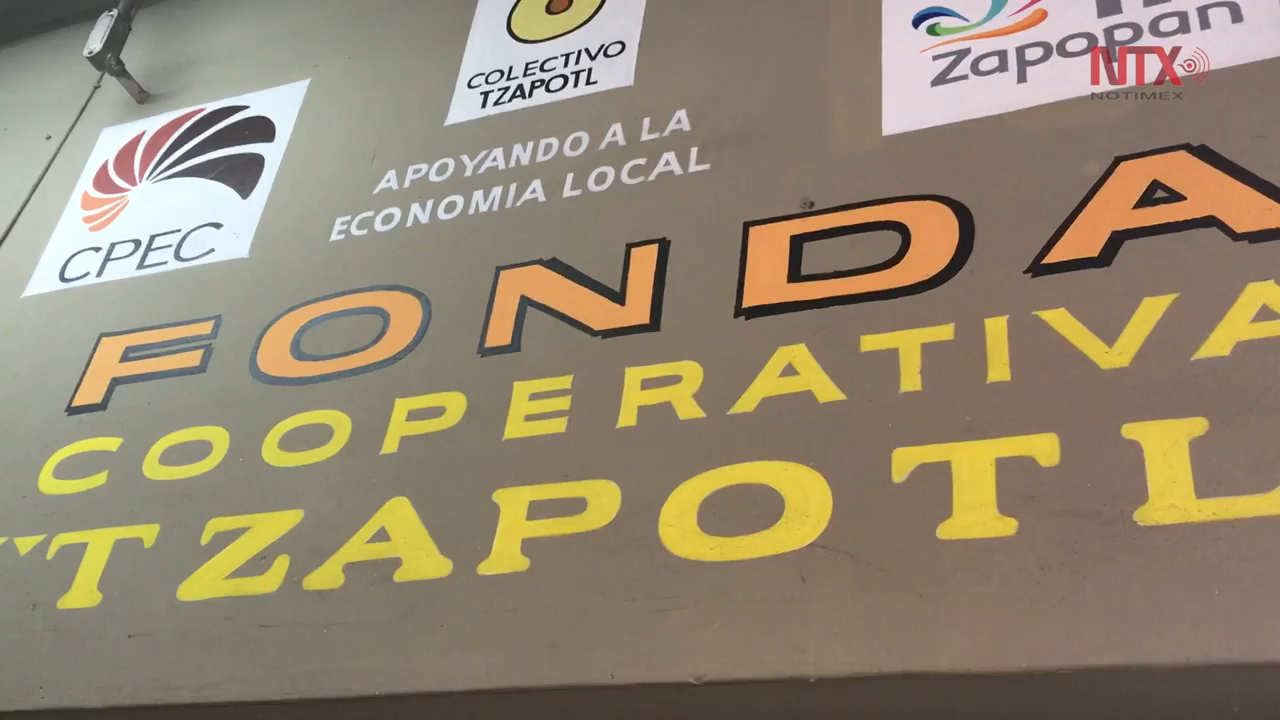 COLECTIVO
TZAPOTL
Zapopan
NTX
NOTIMEX
CPEC
APOYANDO A LA
ECONOMIA LOCAL
FONDA
COOPERATIVA
"TZAPOTL